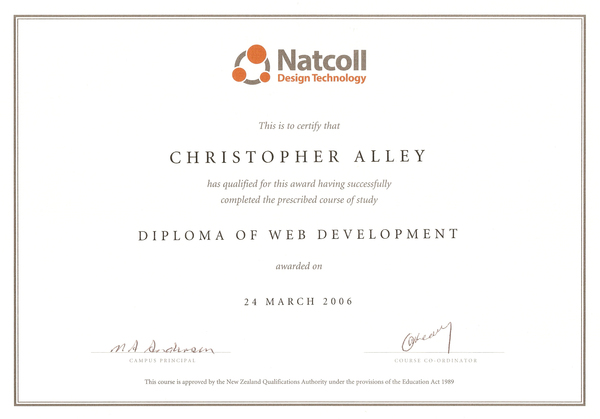 Natcoll
Design Technology
This is to certify that
CHRISTOPHER ALLEY
has qualified for this award having successfully
completed the prescribed course of study
DIPLOMA OF WEB DEVELOPMENT
awarded on
24 MARCH 2006
CAMPUS PRINCIPAL
COURSE CO-ORDINATOR
This course is approved by the New Zealand Qualifications Authority under the provisions of the Education Act 1989